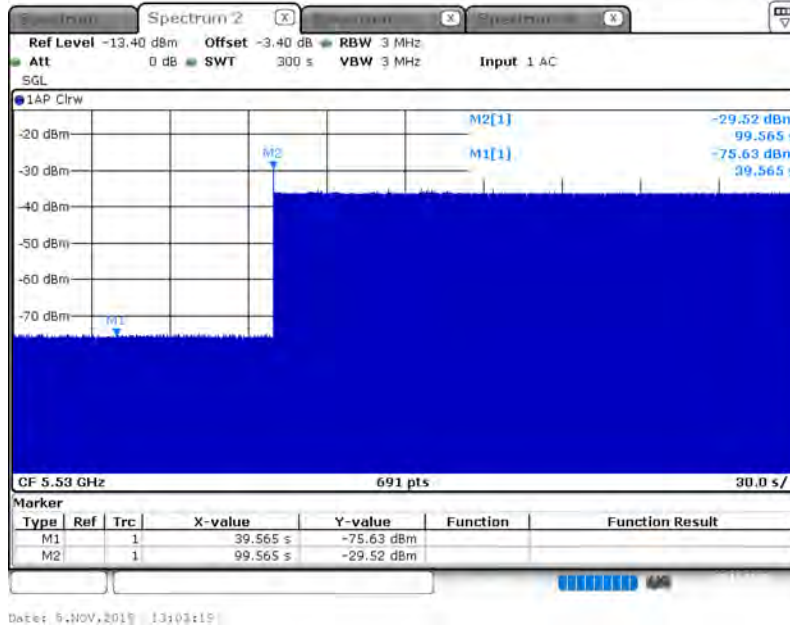 Spectrum 2 X X X
Ref Level -13.40 dBm Offset -3.40 dB RBW 3 MHz
Att 0 dB SWT 300 s VBW 3 MHz Input 1 AC
SGL
1AP Clrw
M2[1] -29.52 dBm
99.565 s
M1[1] -75.63 dBm
39.565 s
-20 dBm
M2
-30 dBm
-40 dBm
-50 dBm
-60 dBm
-70 dBm
M1
CF 5.53 GHz 691 pts 30.0 s/
Marker
Type Ref Trc X-value Y-value Function Function Result
M1 1 39.565 s -75.63 dBm
M2 1 99.565 s -29.52 dBm
Date: 6.NOV.2019 13:03:19